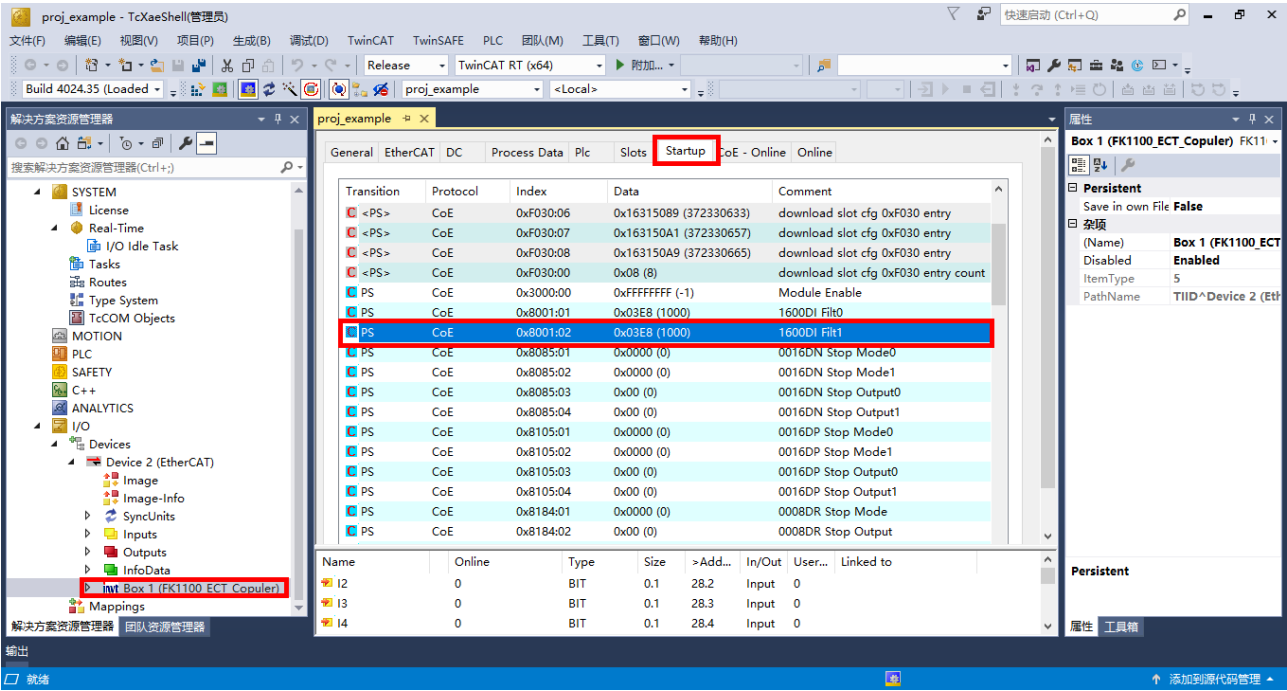 proj_example - TcXaeShell(管理员)
快速启动 (Ctrl+Q)
文件(F) 编辑(E) 视图(V) 项目(P) 生成(B) 调试(D) TwinCAT TwinSAFE PLC 团队(M) 工具(T) 窗口(W) 帮助(H)
Release TwinCAT RT (x64) 附加...
Build 4024.35 (Loaded proj_example <Local>
解决方案资源管理器
搜索解决方案资源管理器(Ctrl+;)
SYSTEM
License
Real-Time
I/O Idle Task
Tasks
Routes
Type System
TcCOM Objects
MOTION
PLC
SAFETY
C++
ANALYTICS
I/O
Devices
Device 2 (EtherCAT)
Image
Image-Info
SyncUnits
Inputs
Outputs
InfoData
invt Box 1 (FK1100 ECT Copuler)
Mappings
解决方案资源管理器 团队资源管理器
proj_example
General EtherCAT DC Process Data Plc Slots Startup CoE - Online Online
Transition Protocol Index Data Comment
C <PS> CoE 0xF030:06 0x16315089 (372330633) download slot cfg 0xF030 entry
C <PS> CoE 0xF030:07 0x163150A1 (372330657) download slot cfg 0xF030 entry
C <PS> CoE 0xF030:08 0x163150A9 (372330665) download slot cfg 0xF030 entry
C <PS> CoE 0xF030:00 0x08 (8) download slot cfg 0xF030 entry count
C PS CoE 0x3000:00 0xFFFFFFFF (-1) Module Enable
C PS CoE 0x8001:01 0x03E8 (1000) 1600DI Filt0
C PS CoE 0x8001:02 0x03E8 (1000) 1600DI Filt1
C PS CoE 0x8085:01 0x0000 (0) 0016DN Stop Mode0
C PS CoE 0x8085:02 0x0000 (0) 0016DN Stop Mode1
C PS CoE 0x8085:03 0x00 (0) 0016DN Stop Output0
C PS CoE 0x8085:04 0x00 (0) 0016DN Stop Output1
C PS CoE 0x8105:01 0x0000 (0) 0016DP Stop Mode0
C PS CoE 0x8105:02 0x0000 (0) 0016DP Stop Mode1
C PS CoE 0x8105:03 0x00 (0) 0016DP Stop Output0
C PS CoE 0x8105:04 0x00 (0) 0016DP Stop Output1
C PS CoE 0x8184:01 0x0000 (0) 0008DR Stop Mode
C PS CoE 0x8184:02 0x00 (0) 0008DR Stop Output
Name Online Type Size >Add... In/Out User... Linked to
I2 0 BIT 0.1 28.2 Input 0
I3 0 BIT 0.1 28.3 Input 0
I4 0 BIT 0.1 28.4 Input 0
属性
Box 1 (FK1100_ECT_Copuler) FK11
Persistent
Save in own File False
杂项
(Name) Box 1 (FK1100_ECT
Disabled Enabled
ItemType 5
PathName TIID^Device 2 (Eth
Persistent
属性 工具箱
输出
就绪
添加到源代码管理